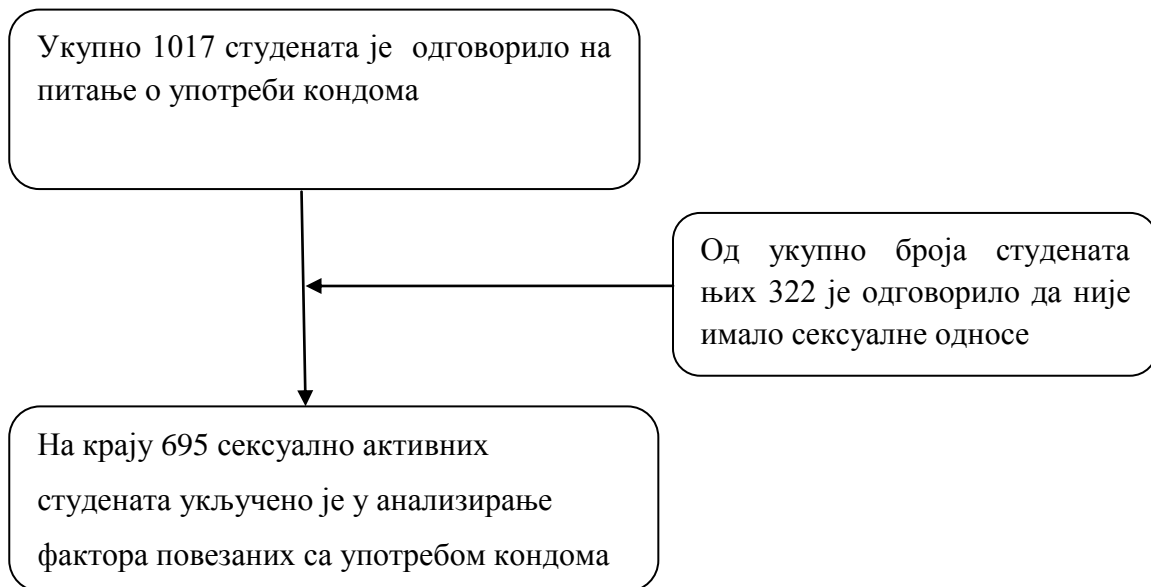 Укупно 1017 студената је одговорило на
питање о употреби кондома
Од укупно броја студената
њих 322 је одговорило да није
имало сексуалне односе
На крају 695 сексуално активних
студената укључено је у анализирање
фактора повезаних са употребом кондома